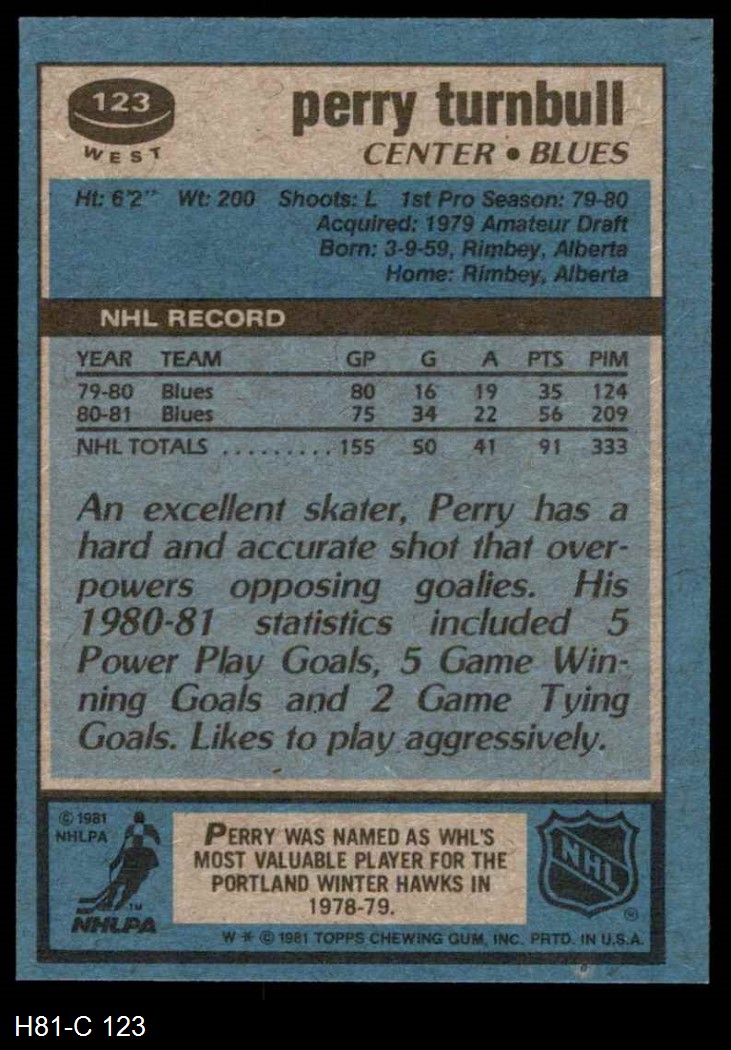 123
WEST
perry turnbull
CENTER • BLUES
Ht: 6'2" Wt: 200 Shoots: L 1st Pro Season: 79-80
Acquired: 1979 Amateur Draft
Born: 3-9-59, Rimbey, Alberta
Home: Rimbey, Alberta
NHL RECORD
YEAR TEAM GP G A PTS PIM
79-80 Blues 80 16 19 35 124
80-81 Blues 75 34 22 56 209
NHL TOTALS .......... 155 50 41 91 333
An excellent skater, Perry has a
hard and accurate shot that over-
powers opposing goalies. His
1980-81 statistics included 5
Power Play Goals, 5 Game Win-
ning Goals and 2 Game Tying
Goals. Likes to play aggressively.
© 1981
NHLPA
TM
NHLPA
PERRY WAS NAMED AS WHL'S
MOST VALUABLE PLAYER FOR THE
PORTLAND WINTER HAWKS IN
1978-79.
NHL
®
W * © 1981 TOPPS CHEWING GUM, INC. PRTD. IN U.S.A.
H81-C 123